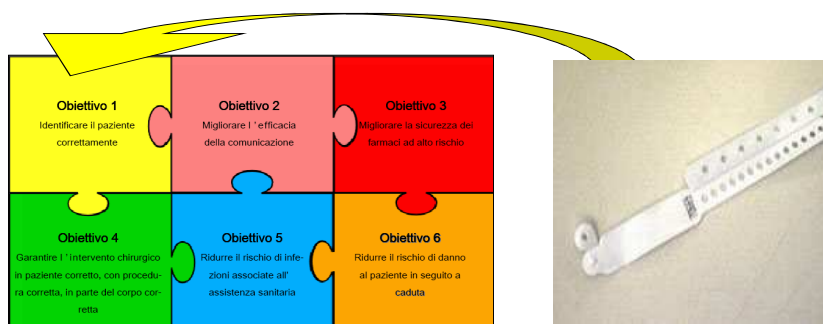 Obiettivo 1
Identificare il paziente
correttamente
Obiettivo 2
Migliorare l'efficacia
della comunicazione
Obiettivo 3
Migliorare la sicurezza dei
farmaci ad alto rischio
Obiettivo 4
Garantire l'intervento chirurgico
in paziente corretto, con procedu-
ra corretta, in parte del corpo cor-
retta
Obiettivo 5
Ridurre il rischio di infe-
zioni associate all'
assistenza sanitaria
Obiettivo 6
Ridurre il rischio di danno
al paziente in seguito a
caduta